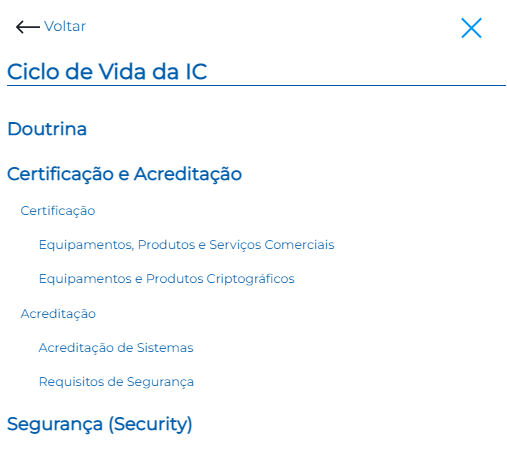 Voltar
Ciclo de Vida da IC
Doutrina
Certificação e Acreditação
Certificação
Equipamentos, Produtos e Serviços Comerciais
Equipamentos e Produtos Criptográficos
Acreditação
Acreditação de Sistemas
Requisitos de Segurança
Segurança (Security)